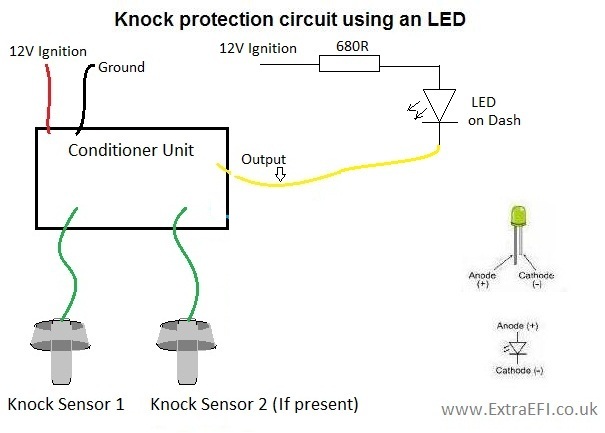 Knock protection circuit using an LED
12V Ignition
Ground
12V Ignition
680R
LED
on Dash
Conditioner Unit
Output
Anode
(+)
Cathode
(-)
Anode (+)
Cathode (-)
Knock Sensor 1
Knock Sensor 2 (If present)
www.ExtraEFI.co.uk